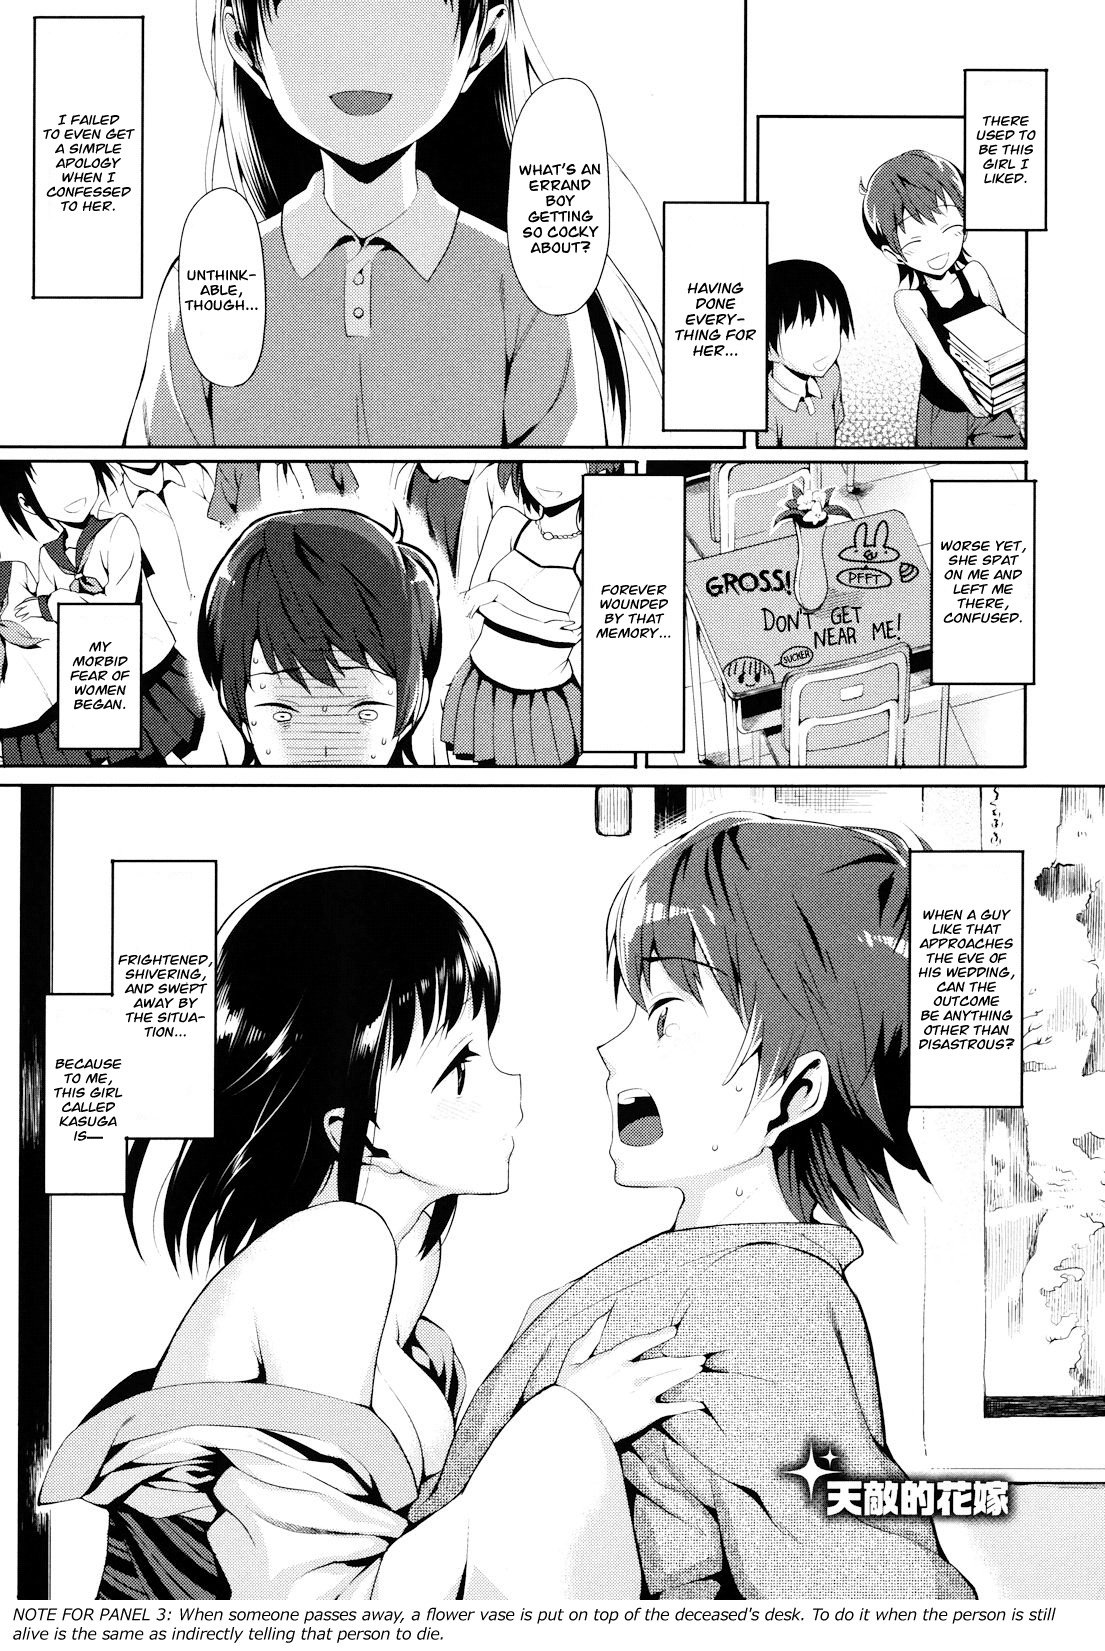 THERE
USED TO
BE THIS
GIRL I
LIKED.
HAVING
DONE
EVERY-
THING FOR
HER...
WHAT'S AN
ERRAND
BOY
GETTING
SO COCKY
ABOUT?
UNTHINK-
ABLE,
THOUGH...
I FAILED
TO EVEN GET
A SIMPLE
APOLOGY
WHEN I
CONFESSED
TO HER.
WORSE YET,
SHE SPAT
ON ME AND
LEFT ME
THERE,
CONFUSED.
GROSS!
PFFT
DON'T GET
NEAR ME!
SUCKER
FOREVER
WOUNDED
BY THAT
MEMORY...
MY
MORBID
FEAR OF
WOMEN
BEGAN.
WHEN A GUY
LIKE THAT
APPROACHES
THE EVE OF
HIS WEDDING,
CAN THE
OUTCOME
BE ANYTHING
OTHER THAN
DISASTROUS?
FRIGHTENED,
SHIVERING,
AND SWEPT
AWAY BY
THE SITUA-
TION...
BECAUSE
TO ME,
THIS GIRL
CALLED
KASUGA
IS—
天敵的花嫁
NOTE FOR PANEL 3: When someone passes away, a flower vase is put on top of the deceased's desk. To do it when the person is still
alive is the same as indirectly telling that person to die.